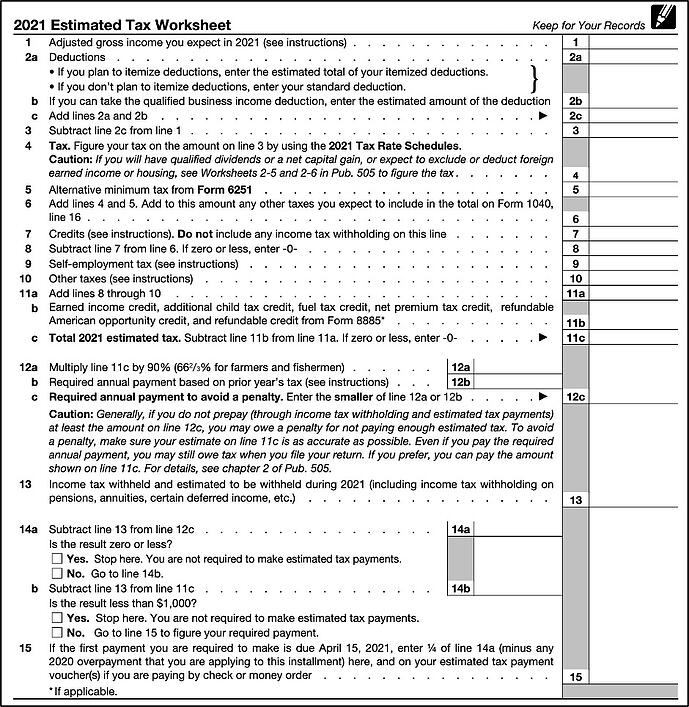 2021 Estimated Tax Worksheet Keep for Your Records
1 Adjusted gross income you expect in 2021 (see instructions) . . . . . . . . . . . . . . 1
2a Deductions . . . . . . . . . . . . . . . . . . . . . . . . . . . . 2a
• If you plan to itemize deductions, enter the estimated total of your itemized deductions.
• If you don't plan to itemize deductions, enter your standard deduction. }
b If you can take the qualified business income deduction, enter the estimated amount of the deduction 2b
c Add lines 2a and 2b . . . . . . . . . . . . . . . . . . . . . . . . . ▶ 2c
3 Subtract line 2c from line 1 . . . . . . . . . . . . . . . . . . . . . . . . 3
4 Tax. Figure your tax on the amount on line 3 by using the 2021 Tax Rate Schedules.
Caution: If you will have qualified dividends or a net capital gain, or expect to exclude or deduct foreign
earned income or housing, see Worksheets 2-5 and 2-6 in Pub. 505 to figure the tax . . . . . . . 4
5 Alternative minimum tax from Form 6251 . . . . . . . . . . . . . . . . . . . . 5
6 Add lines 4 and 5. Add to this amount any other taxes you expect to include in the total on Form 1040,
line 16 . . . . . . . . . . . . . . . . . . . . . . . . . . . . . . 6
7 Credits (see instructions). Do not include any income tax withholding on this line . . . . . . . 7
8 Subtract line 7 from line 6. If zero or less, enter -0- . . . . . . . . . . . . . . . . . 8
9 Self-employment tax (see instructions) . . . . . . . . . . . . . . . . . . . . . 9
10 Other taxes (see instructions) . . . . . . . . . . . . . . . . . . . . . . . . 10
11a Add lines 8 through 10 . . . . . . . . . . . . . . . . . . . . . . . . . 11a
b Earned income credit, additional child tax credit, fuel tax credit, net premium tax credit, refundable
American opportunity credit, and refundable credit from Form 8885* . . . . . . . . . . . 11b
c Total 2021 estimated tax. Subtract line 11b from line 11a. If zero or less, enter -0- . . . . . ▶ 11c
12a Multiply line 11c by 90% (66⅔% for farmers and fishermen) . . . . . 12a
b Required annual payment based on prior year's tax (see instructions) . . . 12b
c Required annual payment to avoid a penalty. Enter the smaller of line 12a or 12b . . . . . ▶ 12c
Caution: Generally, if you do not prepay (through income tax withholding and estimated tax payments)
at least the amount on line 12c, you may owe a penalty for not paying enough estimated tax. To avoid
a penalty, make sure your estimate on line 11c is as accurate as possible. Even if you pay the required
annual payment, you may still owe tax when you file your return. If you prefer, you can pay the amount
shown on line 11c. For details, see chapter 2 of Pub. 505.
13 Income tax withheld and estimated to be withheld during 2021 (including income tax withholding on
pensions, annuities, certain deferred income, etc.) . . . . . . . . . . . . . . . . . 13
14a Subtract line 13 from line 12c . . . . . . . . . . . . . . . 14a
Is the result zero or less?
☐ Yes. Stop here. You are not required to make estimated tax payments.
☐ No. Go to line 14b.
b Subtract line 13 from line 11c . . . . . . . . . . . . . . . 14b
Is the result less than $1,000?
☐ Yes. Stop here. You are not required to make estimated tax payments.
☐ No. Go to line 15 to figure your required payment.
15 If the first payment you are required to make is due April 15, 2021, enter ¼ of line 14a (minus any
2020 overpayment that you are applying to this installment) here, and on your estimated tax payment
voucher(s) if you are paying by check or money order . . . . . . . . . . . . . . . . 15
*If applicable.